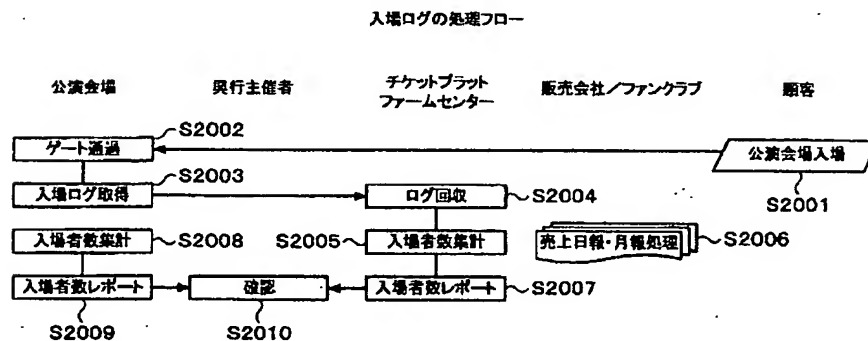 入場ログの処理フロー
公演会場
興行主催者
チケットプラット
ファームセンター
販売会社/ファンクラブ
顧客
S2002
ゲート通過
公演会場入場
S2001
S2003
入場ログ取得
ログ回収
S2004
入場者数集計
S2008
S2005
入場者数集計
売上日報・月報処理
S2006
入場者数レポート
確認
入場者数レポート
S2007
S2009
S2010